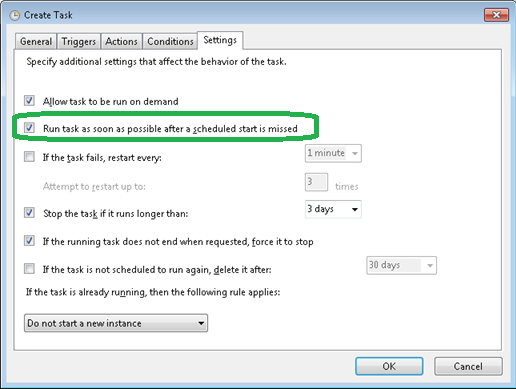 Create Task
General Triggers Actions Conditions Settings
Specify additional settings that affect the behavior of the task.
Allow task to be run on demand
Run task as soon as possible after a scheduled start is missed
If the task fails, restart every: 1 minute
Attempt to restart up to: 3 times
Stop the task if it runs longer than: 3 days
If the running task does not end when requested, force it to stop
If the task is not scheduled to run again, delete it after: 30 days
If the task is already running, then the following rule applies:
Do not start a new instance
OK Cancel